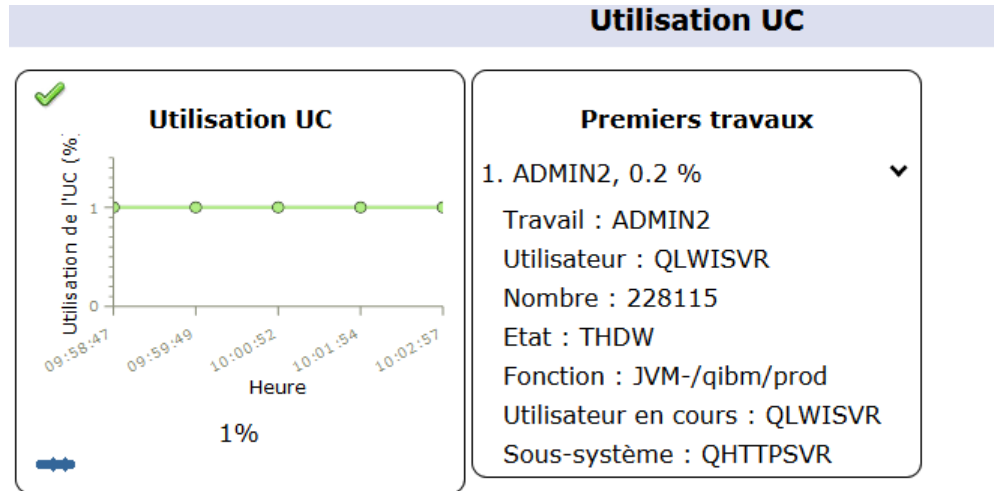 Utilisation UC
Utilisation UC
Utilisation de l'UC (%)
1
0
09:58:47
09:59:49
10:00:52
10:01:54
10:02:57
Heure
1%
Premiers travaux
1. ADMIN2, 0.2 %
Travail : ADMIN2
Utilisateur : QLWISVR
Nombre : 228115
Etat : THDW
Fonction : JVM-/qibm/prod
Utilisateur en cours : QLWISVR
Sous-système : QHTTPSVR